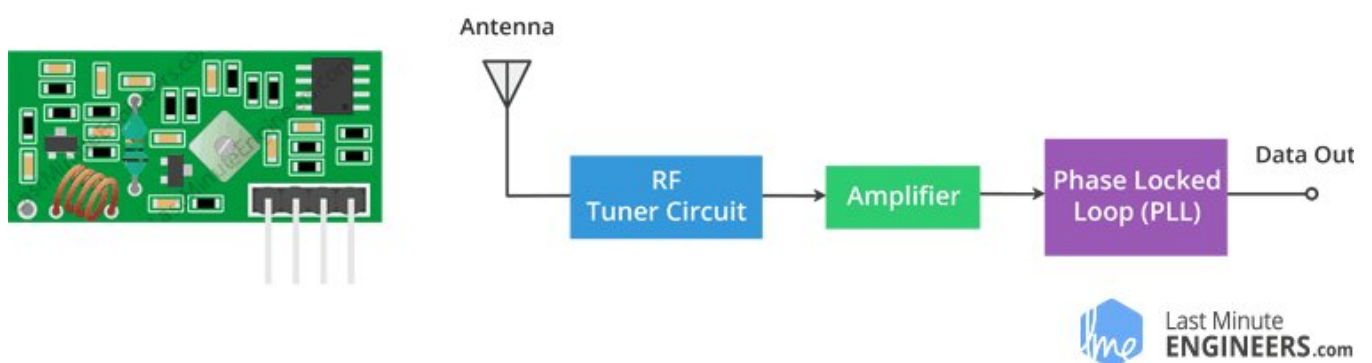 Antenna
RF
Tuner Circuit
Amplifier
Phase Locked
Loop (PLL)
Data Out
Last Minute
ENGINEERS.com